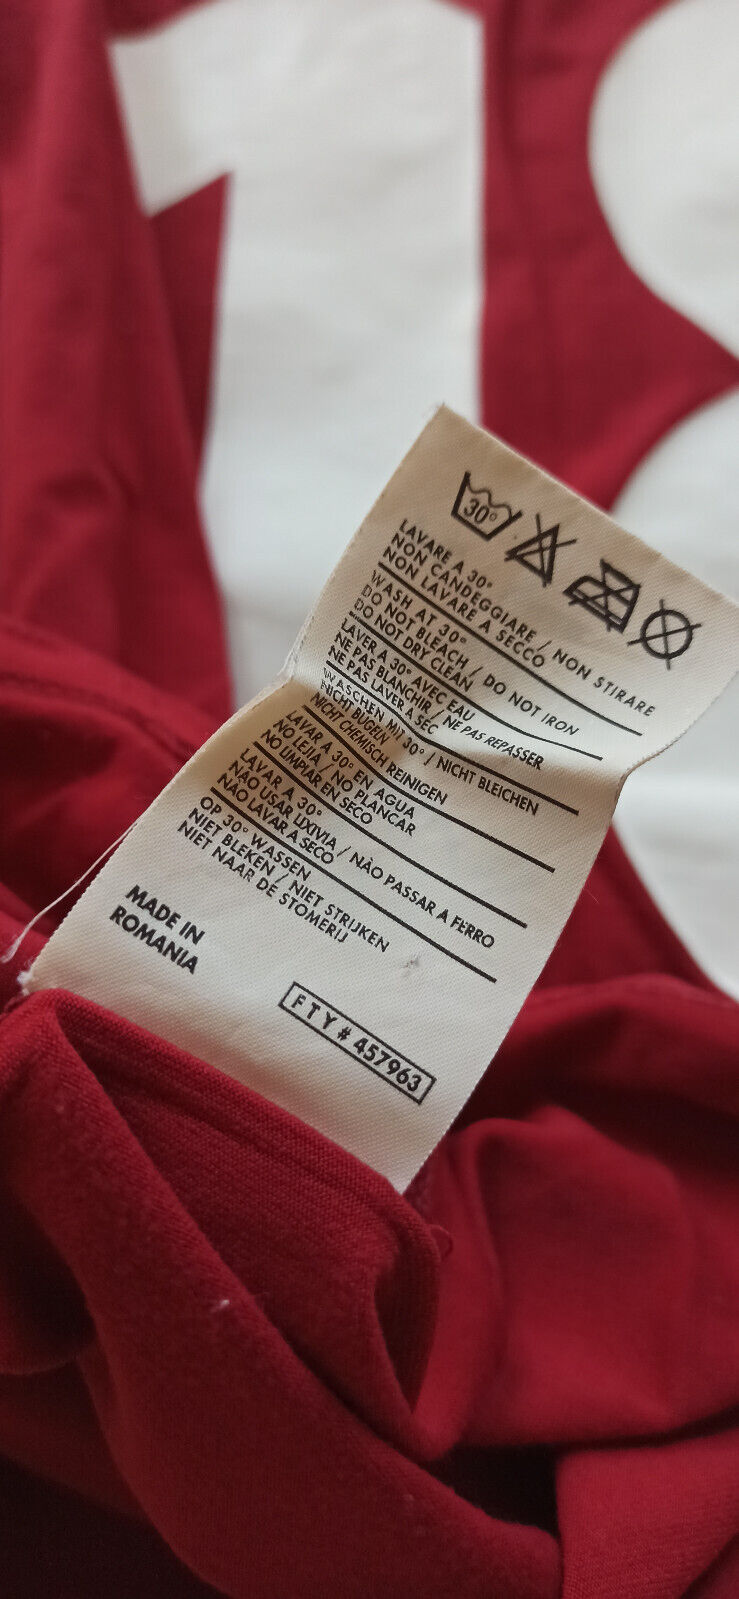 1
30°
LAVARE A 30°
NON CANDEGGIARE / NON STIRARE
NON LAVARE A SECCO
WASH AT 30°
DO NOT BLEACH / DO NOT IRON
DO NOT DRY CLEAN
LAVER A 30° AVEC EAU
NE PAS BLANCHIR / NE PAS REPASSER
NE PAS LAVER A SEC
WASCHEN MIT 30° / NICHT BLEICHEN
NICHT BUGELN
NICHT CHEMISCH REINIGEN
LAVAR A 30° EN AGUA
NO LEJIA / NO PLANCAR
NO LIMPIAR EN SECO
LAVAR A 30°
NÃO USAR LIXIVIA / NÃO PASSAR A FERRO
NÃO LAVAR A SECO
OP 30° WASSEN
NIET BLEKEN / NIET STRIJKEN
NIET NAAR DE STOMERIJ
MADE IN
ROMANIA
FTY # 457963